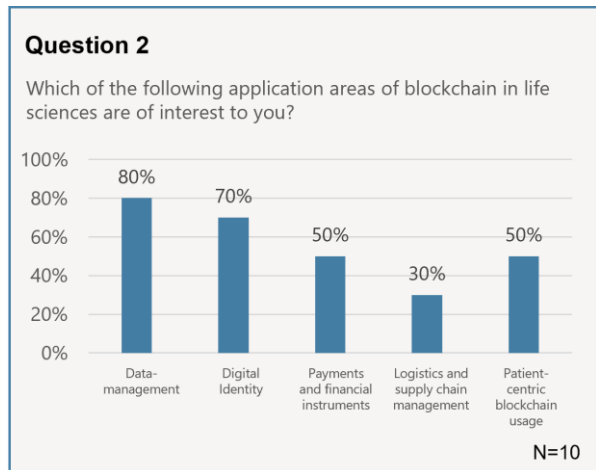 Question 2
Which of the following application areas of blockchain in life
sciences are of interest to you?
100%
80%
60%
40%
20%
0%
80%
70%
50%
30%
50%
Data-
management
Digital
Identity
Payments
and financial
instruments
Logistics and
supply chain
management
Patient-
centric
blockchain
usage
N=10